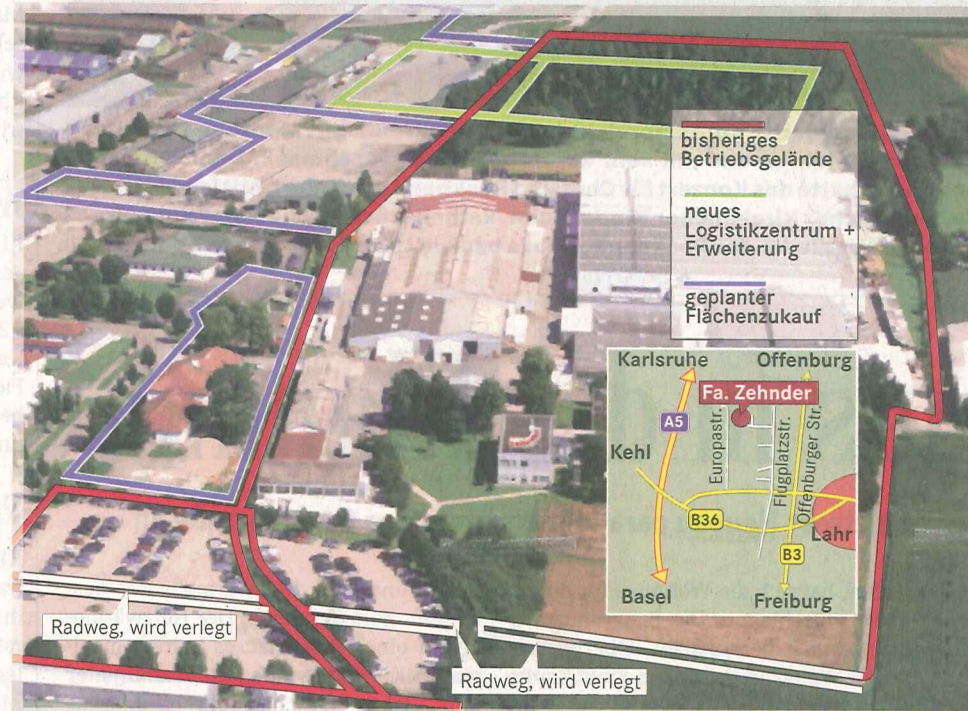 bisheriges
Betriebsgelände
neues
Logistikzentrum +
Erweiterung
geplanter
Flächenzukauf
Karlsruhe
Offenburg
Fa. Zehnder
A5
Europastr.
Flugplatzstr.
Offenburger Str.
Kehl
B36
Lahr
B3
Basel
Freiburg
Radweg, wird verlegt
Radweg, wird verlegt